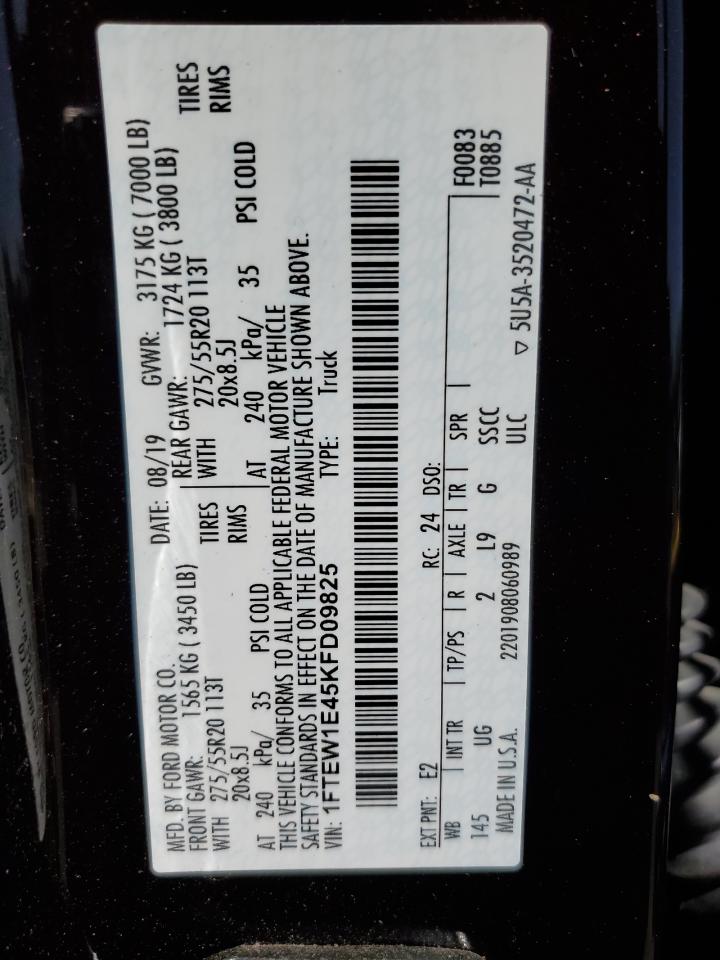 MFD. BY FORD MOTOR CO. DATE: 08/19 GVWR: 3175 KG ( 7000 LB)
FRONT GAWR: 1565 KG ( 3450 LB) REAR GAWR: 1724 KG ( 3800 LB)
WITH 275/55R20 113T TIRES WITH 275/55R20 113T TIRES
20x8.5J RIMS 20x8.5J RIMS
AT 240 kPa/ 35 PSI COLD AT 240 kPa/ 35 PSI COLD
THIS VEHICLE CONFORMS TO ALL APPLICABLE FEDERAL MOTOR VEHICLE
SAFETY STANDARDS IN EFFECT ON THE DATE OF MANUFACTURE SHOWN ABOVE.
VIN: 1FTEW1E45KFD09825 TYPE: Truck
EXT PNT: E2 RC: 24 DSO: F0083
WB INT TR TP/PS R AXLE TR SPR T0885
145 UG 2 L9 G SSCC
MADE IN U.S.A. 2201908060989 ULC ▽ 5U5A-3520472-AA